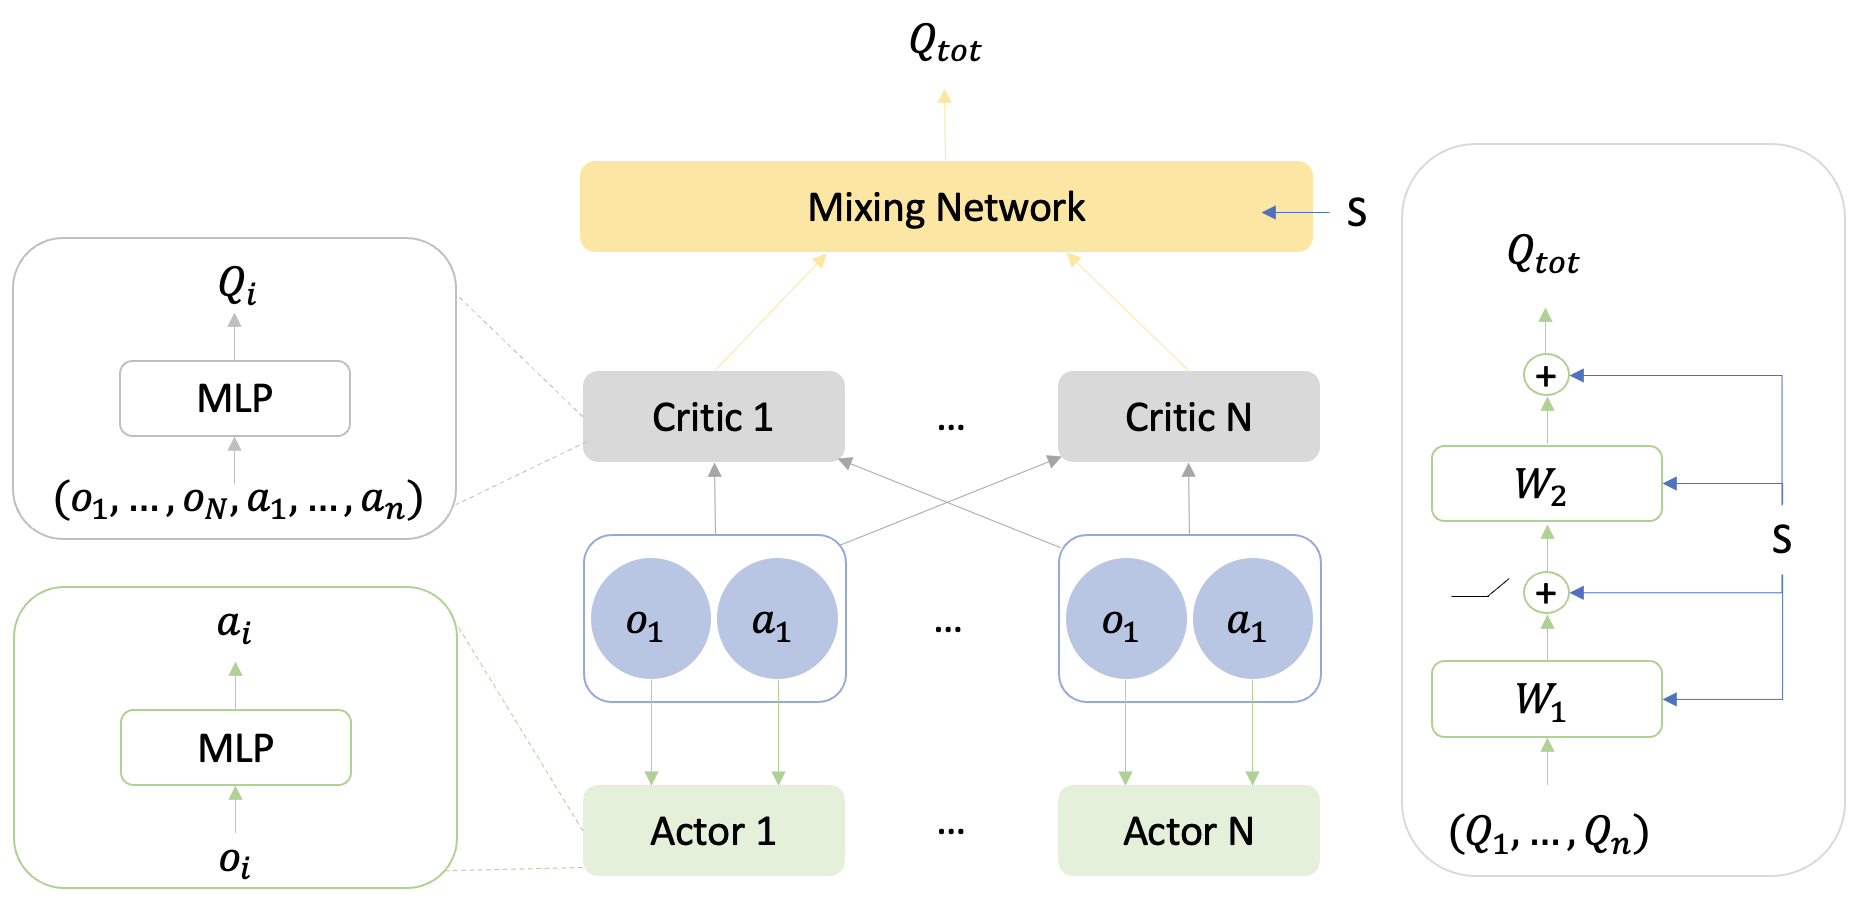 Q_tot
Mixing Network
S
Q_i
MLP
(o_1, ..., o_N, a_1, ..., a_n)
Critic 1
...
Critic N
o_1 a_1
...
o_1 a_1
a_i
MLP
o_i
Actor 1
...
Actor N
Q_tot
+
W_2
S
+
W_1
(Q_1, ..., Q_n)